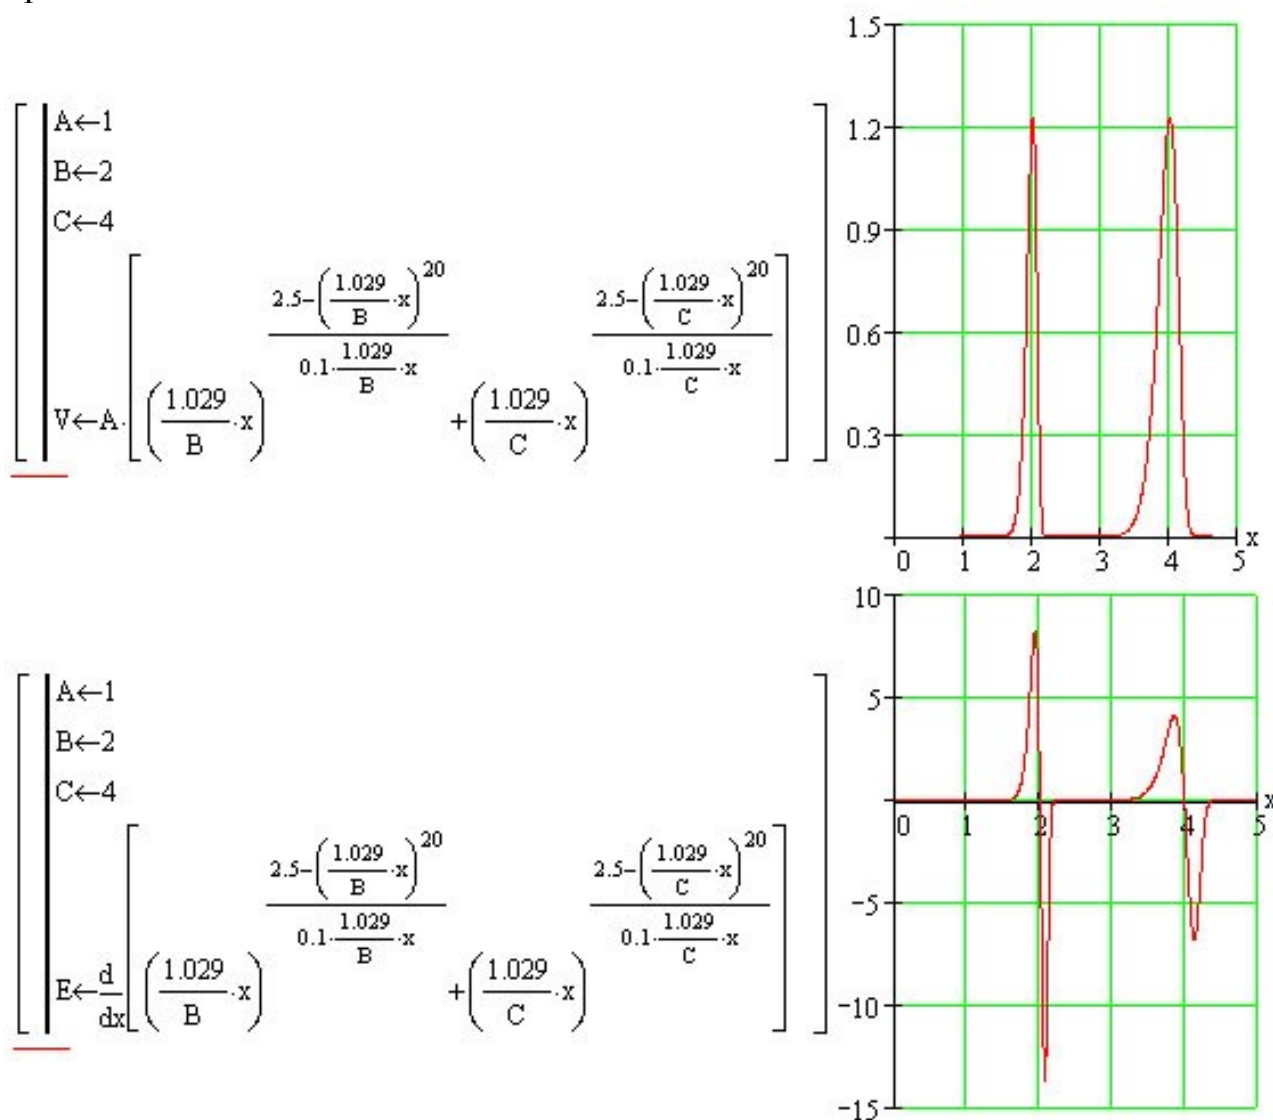 A←1
B←2
C←4
V←A·[(1.029/B·x)^((2.5−(1.029/B·x)^20)/(0.1·1.029/B·x))+(1.029/C·x)^((2.5−(1.029/C·x)^20)/(0.1·1.029/C·x))]
1.5
1.2
0.9
0.6
0.3
0 1 2 3 4 5
x
A←1
B←2
C←4
E←d/dx[(1.029/B·x)^((2.5−(1.029/B·x)^20)/(0.1·1.029/B·x))+(1.029/C·x)^((2.5−(1.029/C·x)^20)/(0.1·1.029/C·x))]
10
5
x
0 1 2 3 4 5
−5
−10
−15